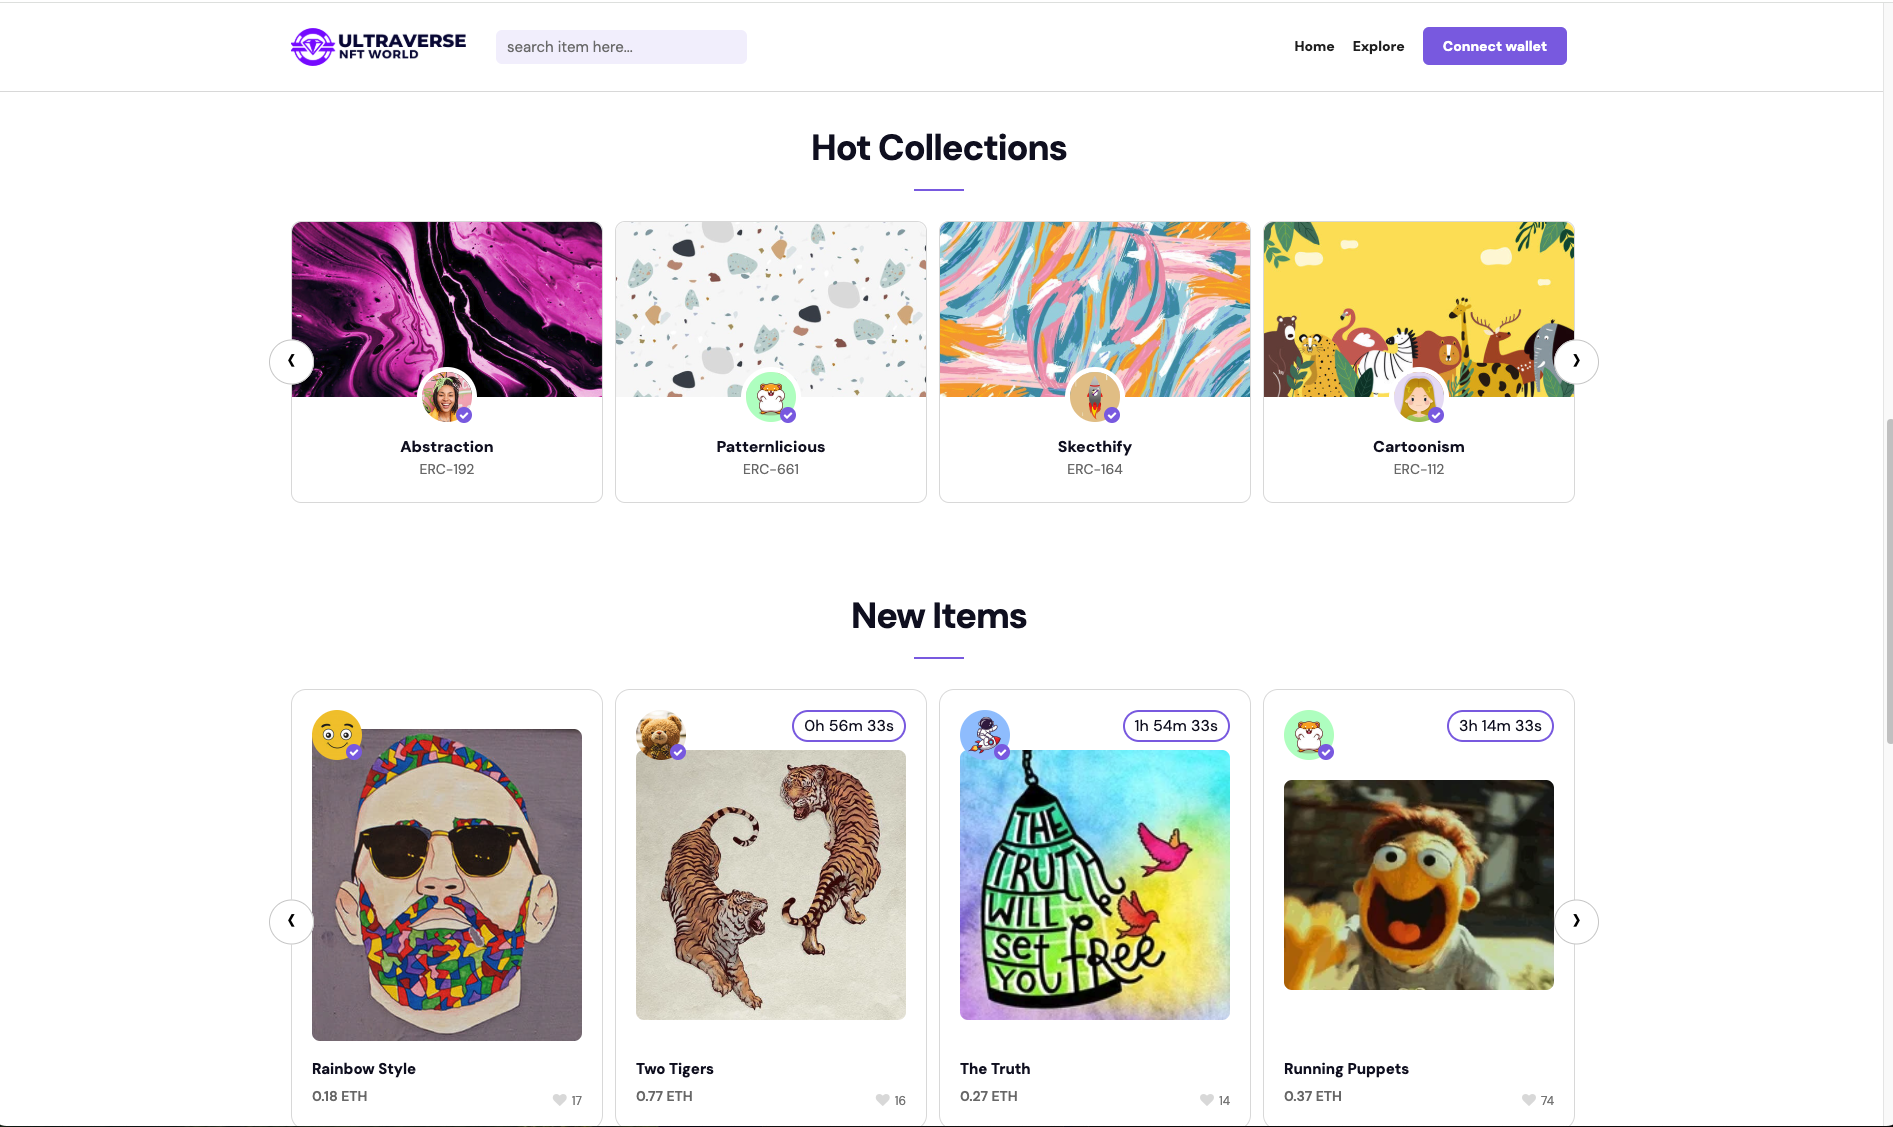 ULTRAVERSE
NFT WORLD
search item here...
Home
Explore
Connect wallet
Hot Collections
Abstraction
ERC-192
Patternlicious
ERC-661
Skecthify
ERC-164
Cartoonism
ERC-112
New Items
Rainbow Style
0.18 ETH
17
0h 56m 33s
Two Tigers
0.77 ETH
16
1h 54m 33s
THE
TRUTH
WILL
Set
YOU free
The Truth
0.27 ETH
14
3h 14m 33s
Running Puppets
0.37 ETH
74